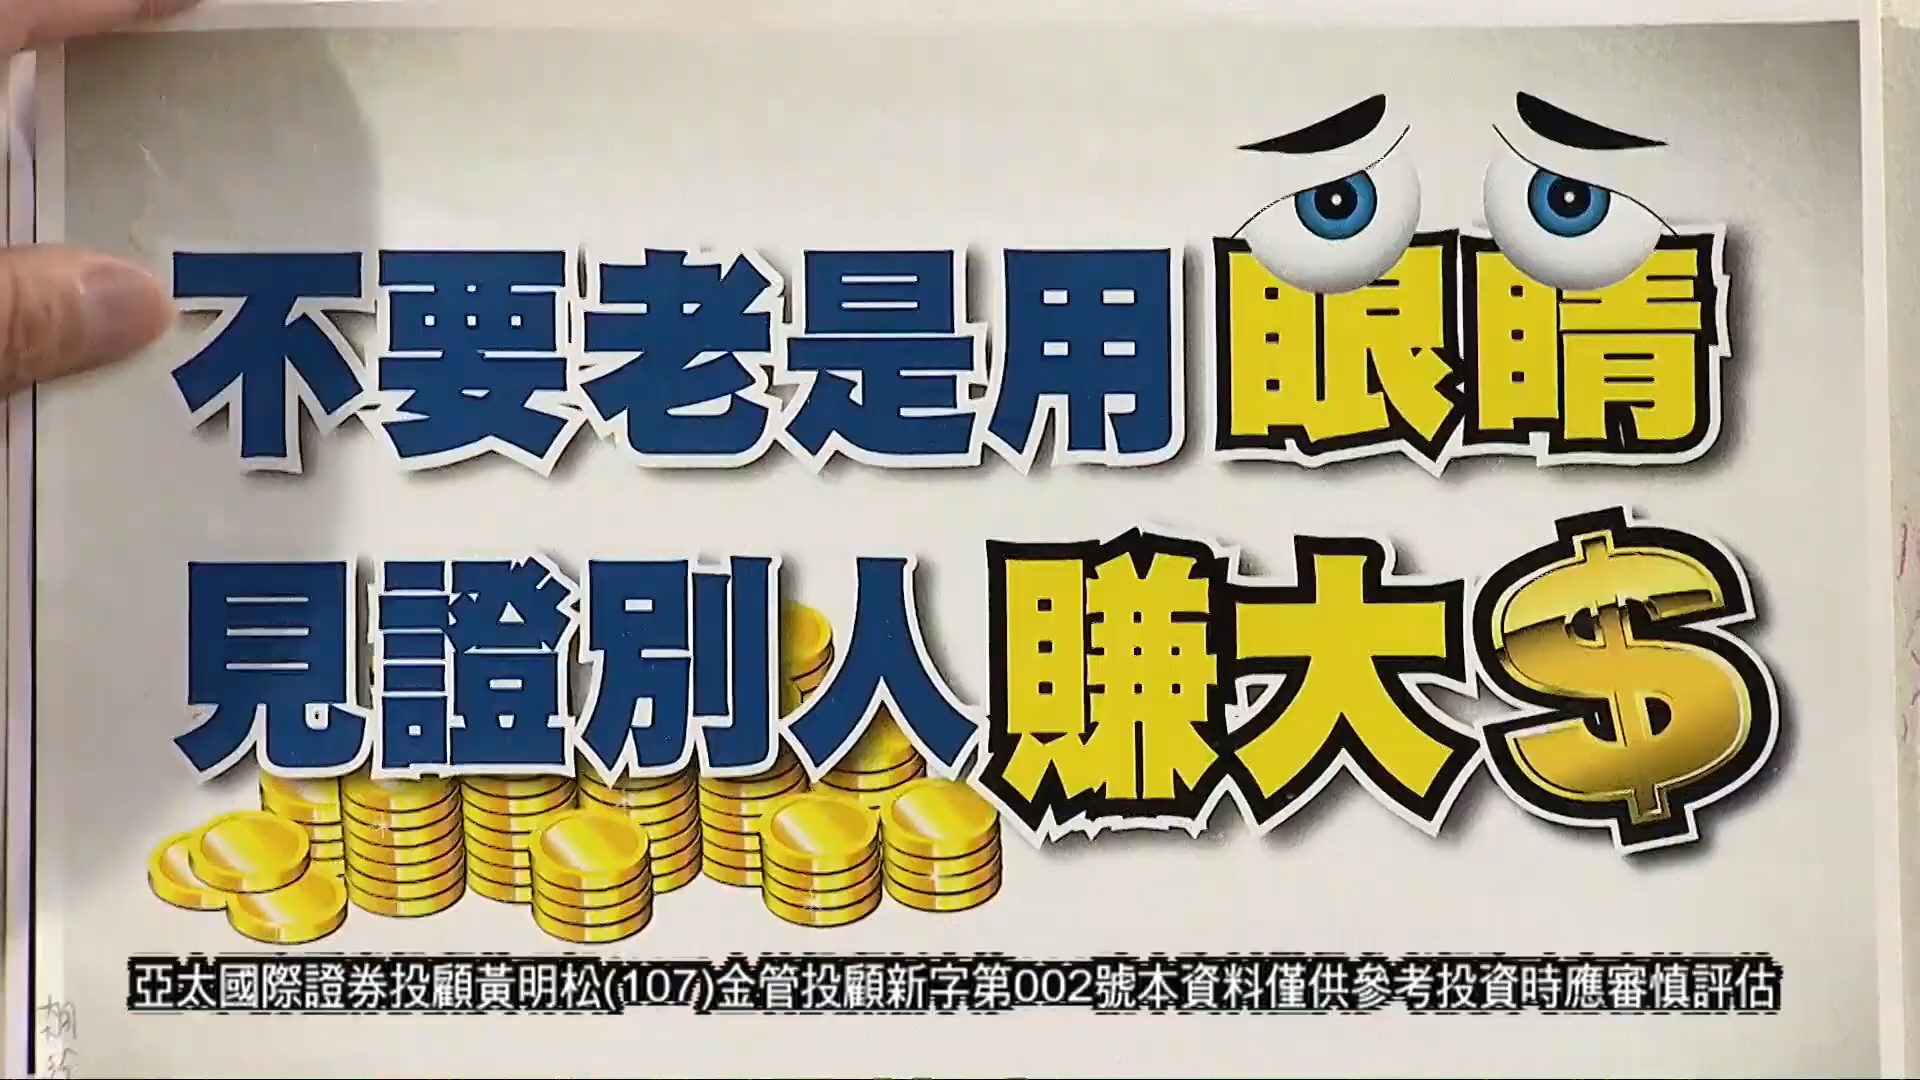 不要老是用眼睛
見證別人賺大$
亞太國際證券投顧黃明松(107)金管投顧新字第002號本資料僅供參考投資時應審慎評估